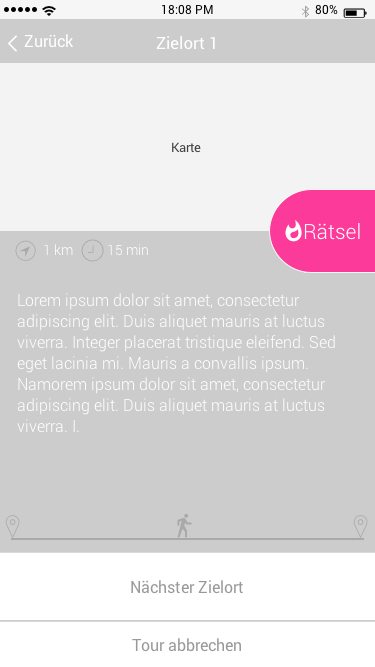 18:08 PM
80%
Zurück
Zielort 1
Karte
Rätsel
1 km
15 min
Lorem ipsum dolor sit amet, consectetur
adipiscing elit. Duis aliquet mauris at luctus
viverra. Integer placerat tristique eleifend. Sed
eget lacinia mi. Mauris a convallis ipsum.
Namorem ipsum dolor sit amet, consectetur
adipiscing elit. Duis aliquet mauris at luctus
viverra. I.
Nächster Zielort
Tour abbrechen